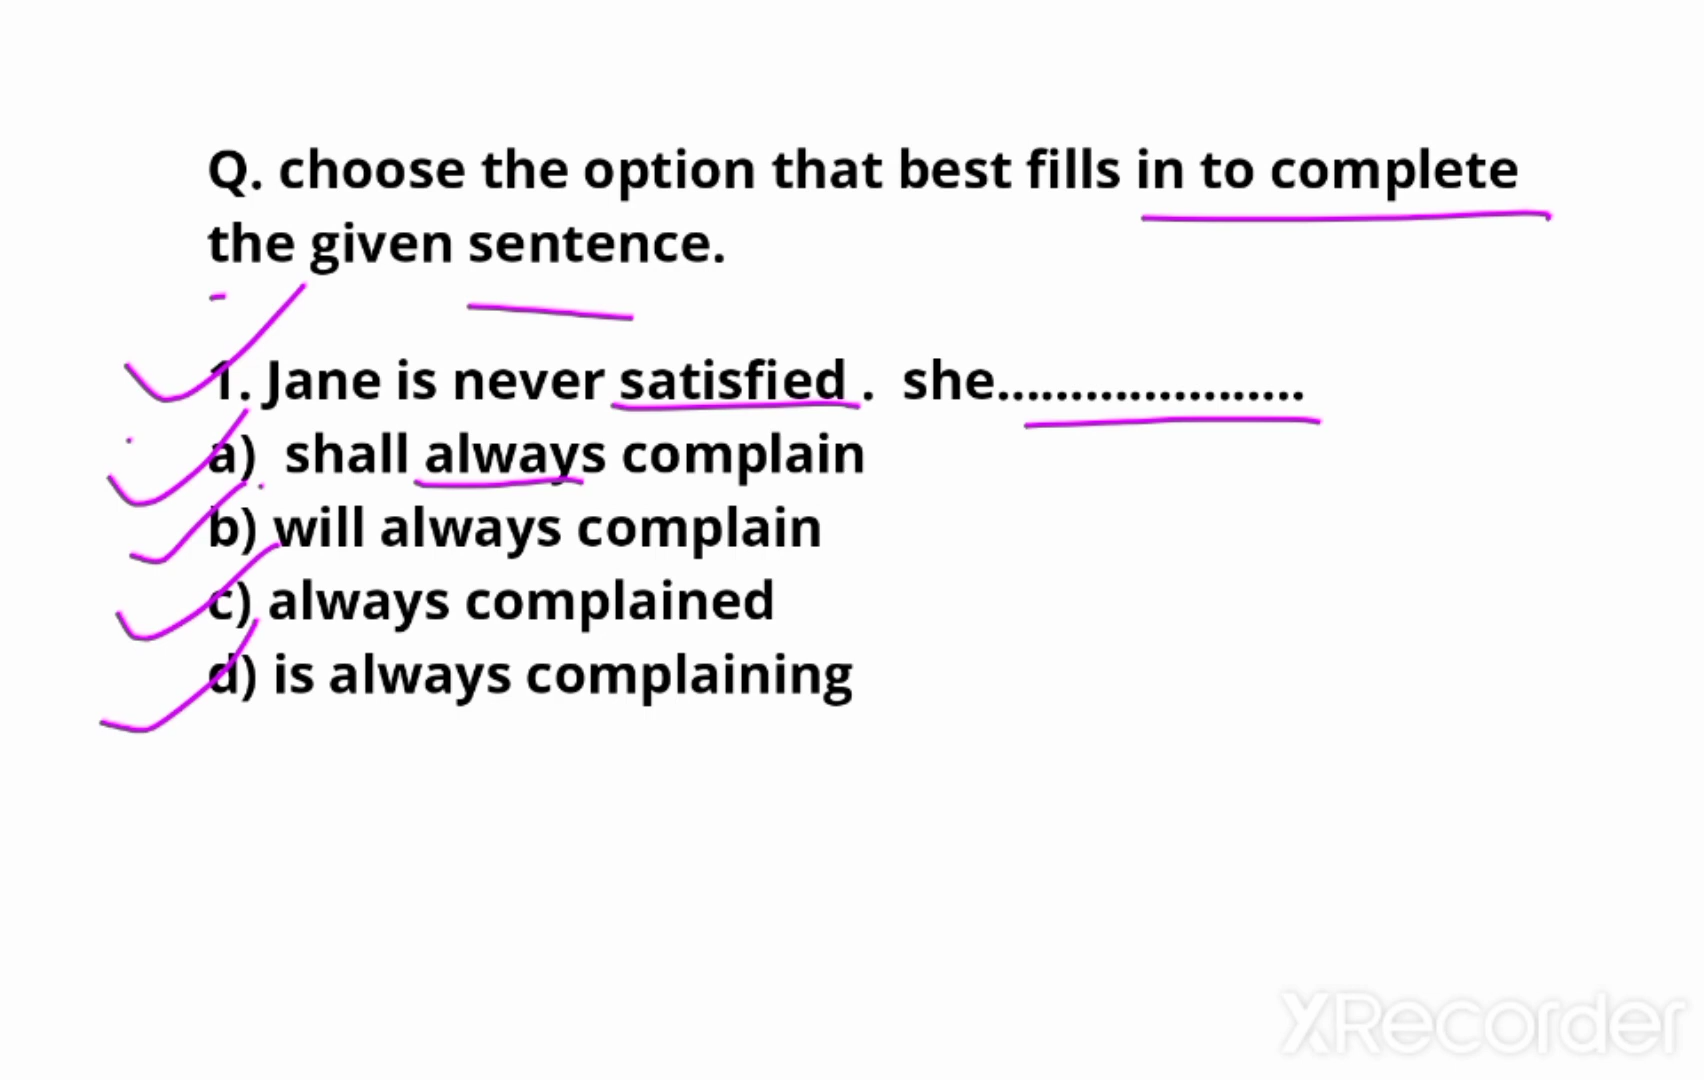 Q. choose the option that best fills in to complete
the given sentence.
1. Jane is never satisfied . she.....................
a) shall always complain
b) will always complain
c) always complained
d) is always complaining
XRecorder